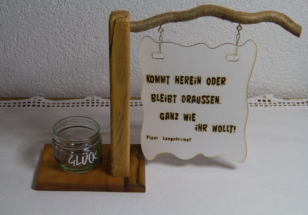 KOMMT HEREIN ODER
BLEIBT DRAUSSEN.
GANZ WIE
IHR WOLLT!
Pippi Langstrumpf
GLÜCK